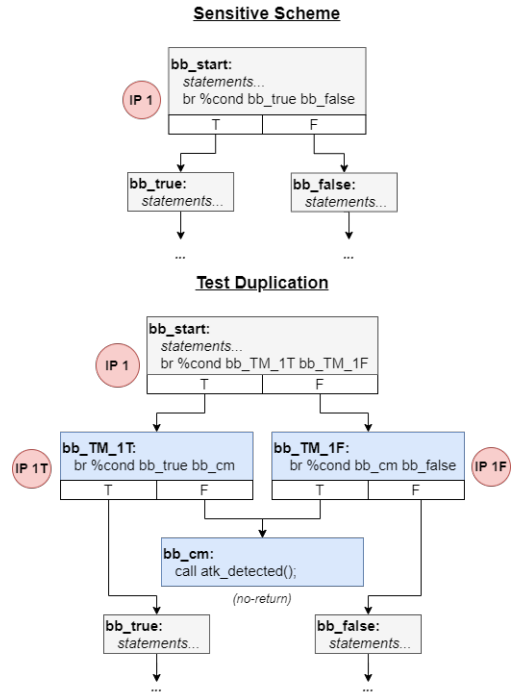 Sensitive Scheme
bb_start:
statements...
br %cond bb_true bb_false
IP 1
T F
bb_true:
statements...
bb_false:
statements...
... ...
Test Duplication
bb_start:
statements...
br %cond bb_TM_1T bb_TM_1F
IP 1
T F
IP 1T
bb_TM_1T:
br %cond bb_true bb_cm
T F
bb_TM_1F:
br %cond bb_cm bb_false
T F
IP 1F
bb_cm:
call atk_detected();
(no-return)
bb_true:
statements...
bb_false:
statements...
... ...